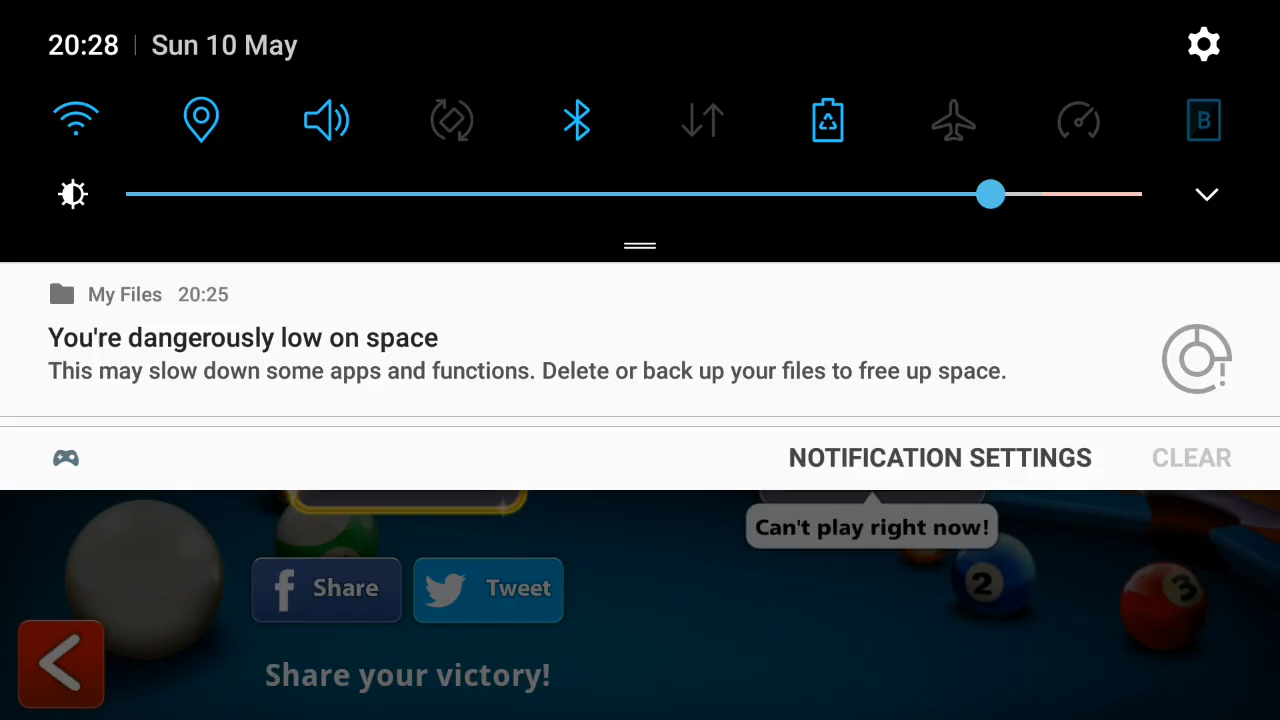 20:28 Sun 10 May
B
My Files 20:25
You're dangerously low on space
This may slow down some apps and functions. Delete or back up your files to free up space.
NOTIFICATION SETTINGS CLEAR
Can't play right now!
f Share Tweet
2
3
Share your victory!